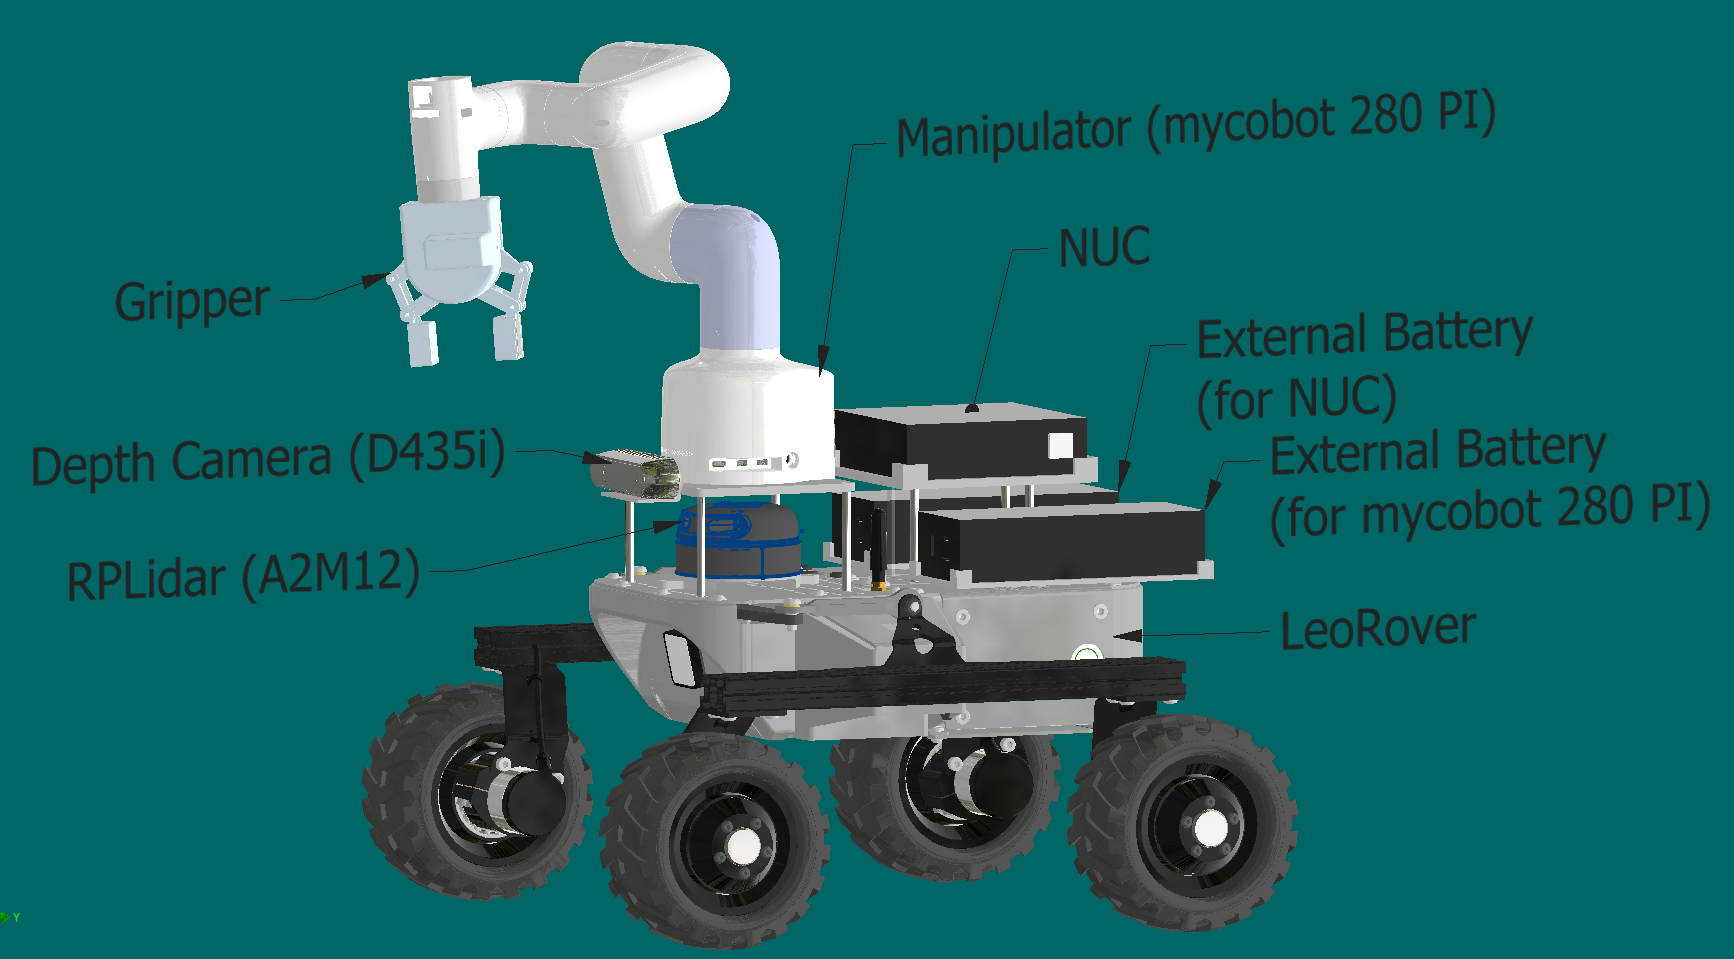 Manipulator (mycobot 280 PI)
NUC
Gripper
External Battery
(for NUC)
External Battery
(for mycobot 280 PI)
Depth Camera (D435i)
RPLidar (A2M12)
LeoRover
Y